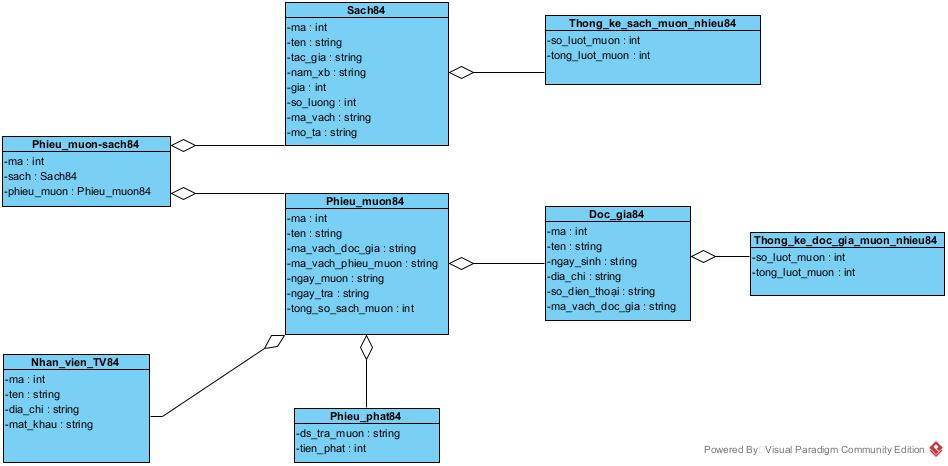 Sach84
-ma : int
-ten : string
-tac_gia : string
-nam_xb : string
-gia : int
-so_luong : int
-ma_vach : string
-mo_ta : string
Thong_ke_sach_muon_nhieu84
-so_luot_muon : int
-tong_luot_muon : int
Phieu_muon-sach84
-ma : int
-sach : Sach84
-phieu_muon : Phieu_muon84
Phieu_muon84
-ma : int
-ten : string
-ma_vach_doc_gia : string
-ma_vach_phieu_muon : string
-ngay_muon : string
-ngay_tra : string
-tong_so_sach_muon : int
Doc_gia84
-ma : int
-ten : string
-ngay_sinh : string
-dia_chi : string
-so_dien_thoại : string
-ma_vach_doc_gia : string
Thong_ke_doc_gia_muon_nhieu84
-so_luot_muon : int
-tong_luot_muon : int
Nhan_vien_TV84
-ma : int
-ten : string
-dia_chi : string
-mat_khau : string
Phieu_phat84
-ds_tra_muon : string
-tien_phat : int
Powered By Visual Paradigm Community Edition